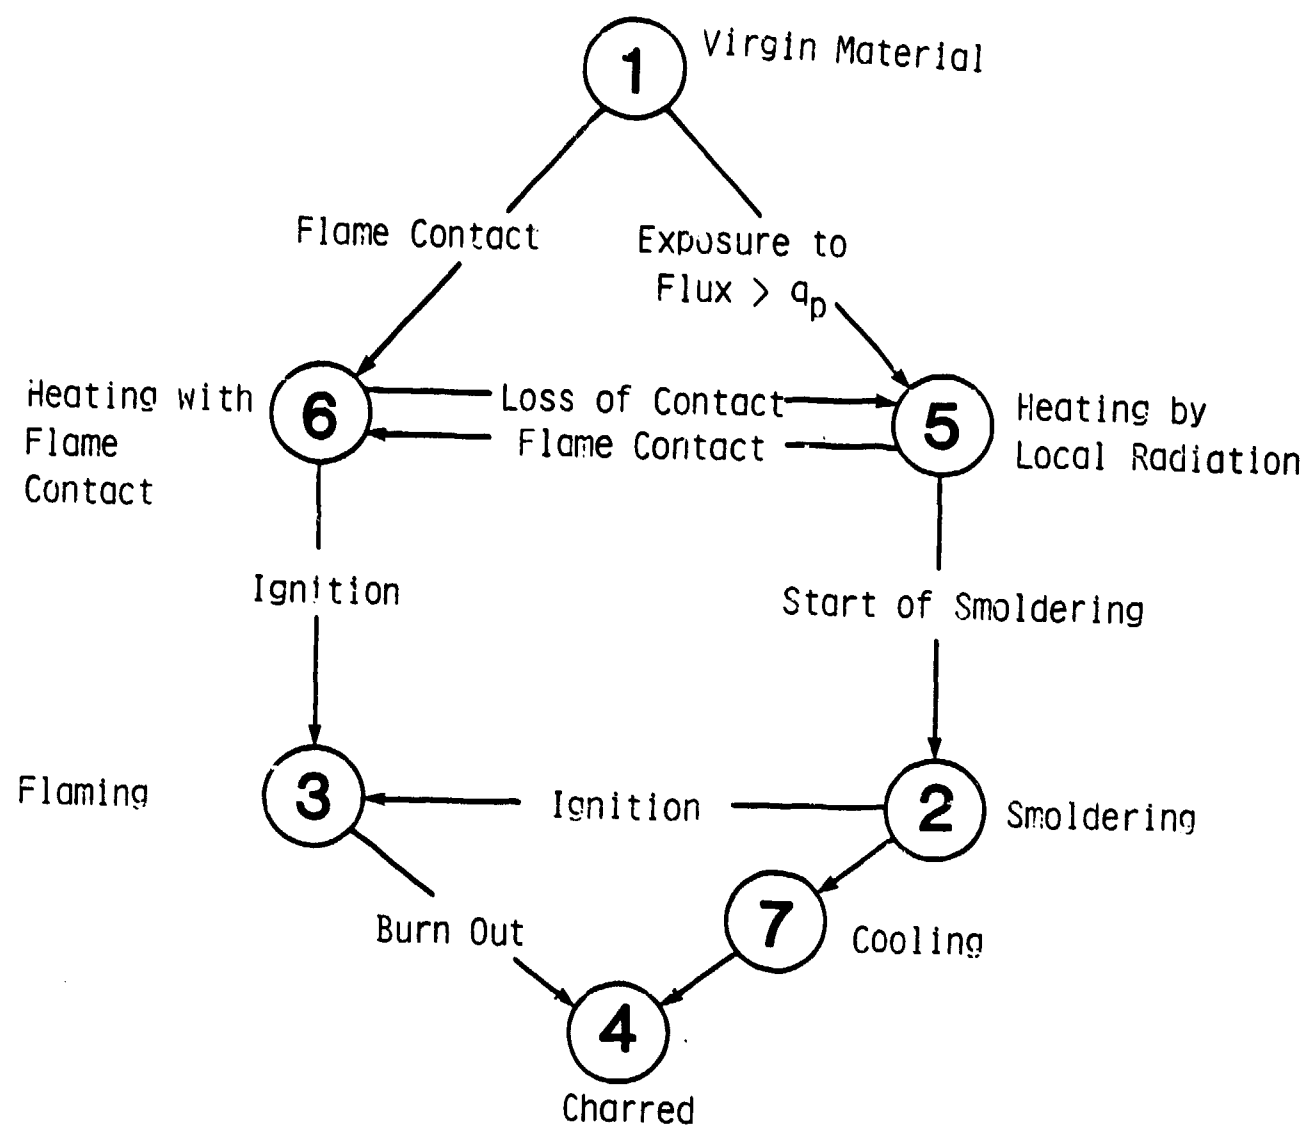 1
Virgin Material
Flame Contact
Exposure to
Flux > qp
Heating with
Flame
Contact
6
Loss of Contact
Flame Contact
5
Heating by
Local Radiation
Ignition
Start of Smoldering
Flaming
3
Ignition
2
Smoldering
7
Cooling
Burn Out
4
Charred